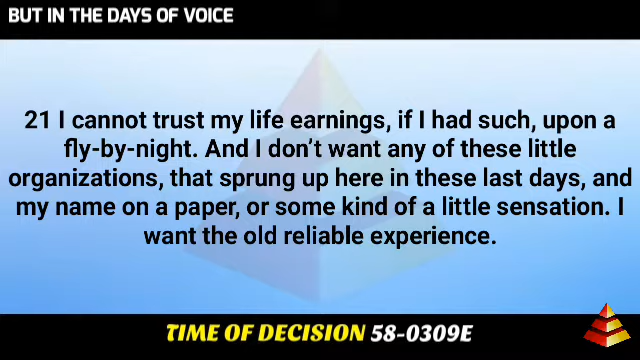 BUT IN THE DAYS OF VOICE
21 I cannot trust my life earnings, if I had such, upon a
fly-by-night. And I don’t want any of these little
organizations, that sprung up here in these last days, and
my name on a paper, or some kind of a little sensation. I
want the old reliable experience.
TIME OF DECISION 58-0309E